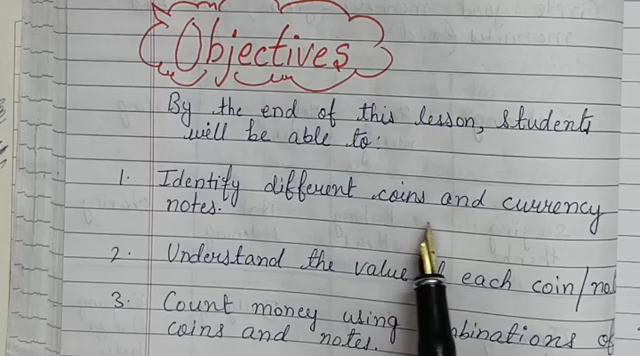 Objectives
By the end of this lesson, students
will be able to:
1. Identify different coins and currency
notes.
2. Understand the value each coin/
3. Count money using of
coins and notes.